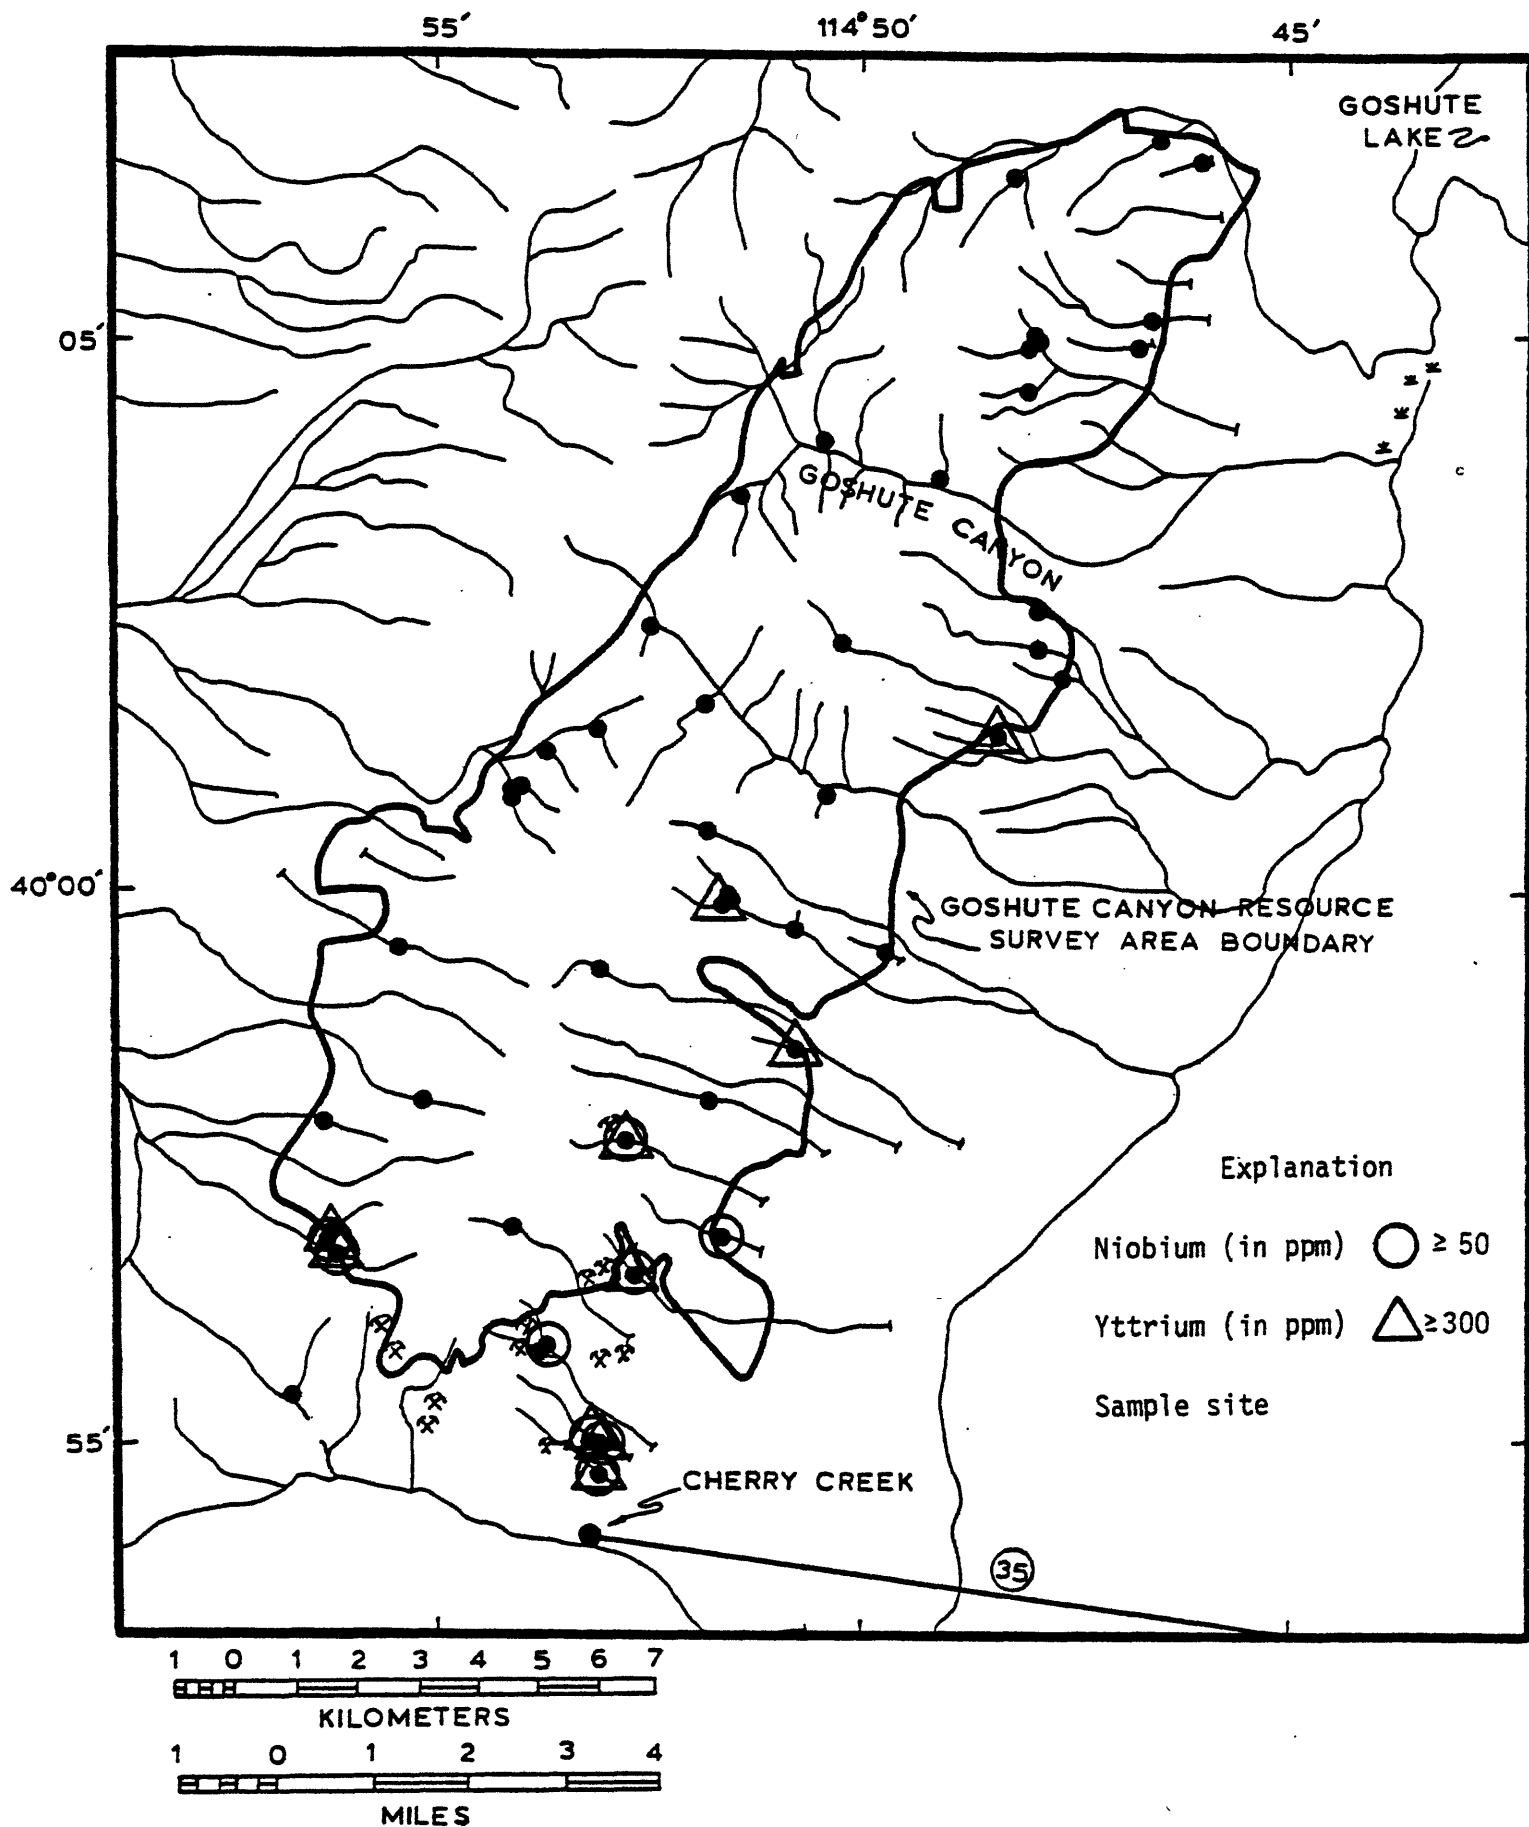 55′ 114°50′ 45′
GOSHUTE
LAKE
05′
GOSHUTE CANYON
40°00′
GOSHUTE CANYON RESOURCE
SURVEY AREA BOUNDARY
Explanation
Niobium (in ppm) ≥ 50
Yttrium (in ppm) ≥300
Sample site
55′
CHERRY CREEK
35
1 0 1 2 3 4 5 6 7
KILOMETERS
1 0 1 2 3 4
MILES